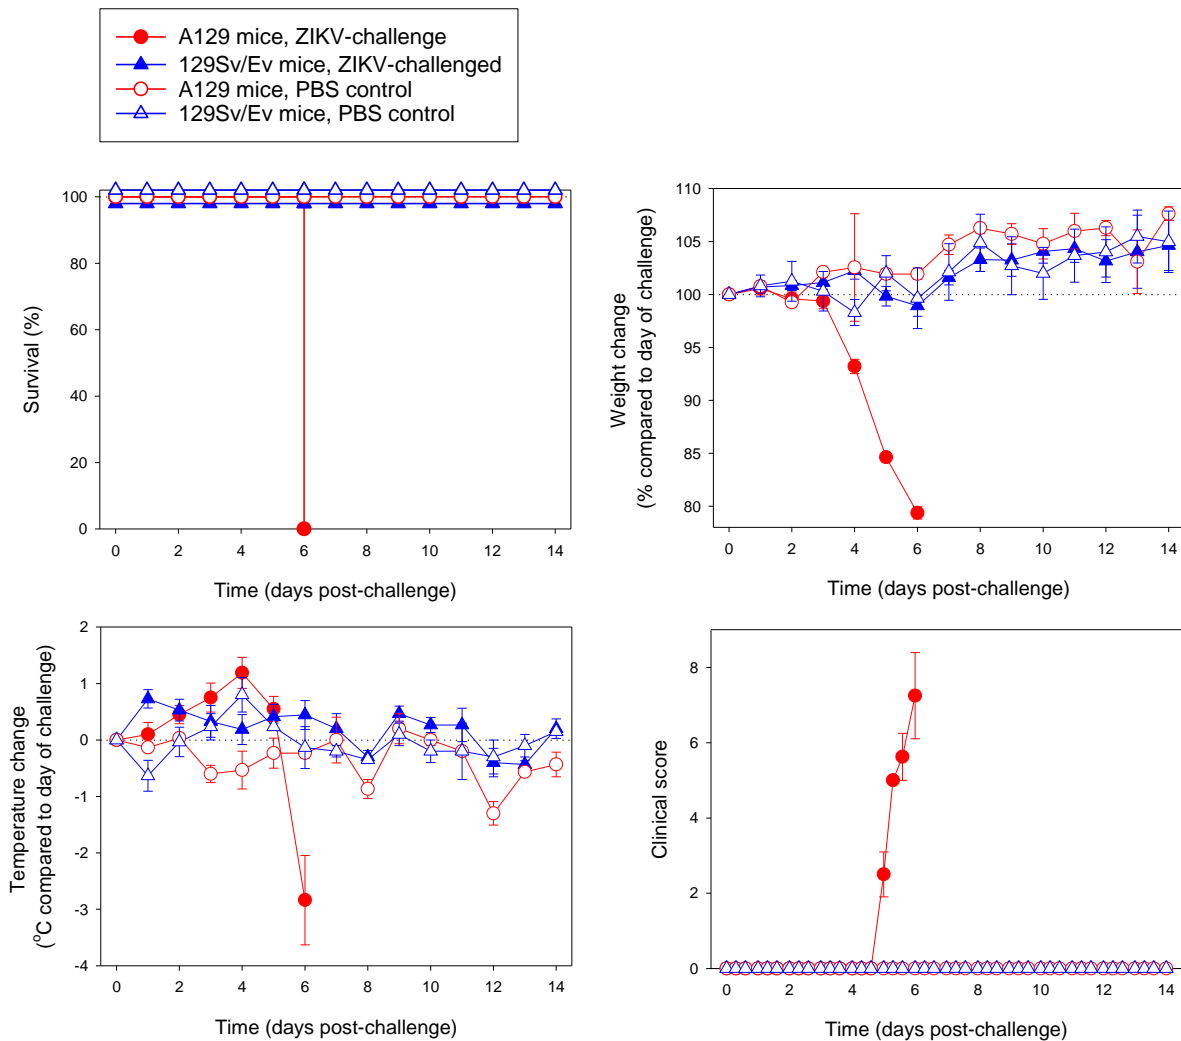 A129 mice, ZIKV-challenge
129Sv/Ev mice, ZIKV-challenged
A129 mice, PBS control
129Sv/Ev mice, PBS control
Survival (%)
100
80
60
40
20
0
0 2 4 6 8 10 12 14
Time (days post-challenge)
Weight change
(% compared to day of challenge)
110
105
100
95
90
85
80
0 2 4 6 8 10 12 14
Time (days post-challenge)
Temperature change
(⁰C compared to day of challenge)
2
1
0
-1
-2
-3
-4
0 2 4 6 8 10 12 14
Time (days post-challenge)
Clinical score
8
6
4
2
0
0 2 4 6 8 10 12 14
Time (days post-challenge)